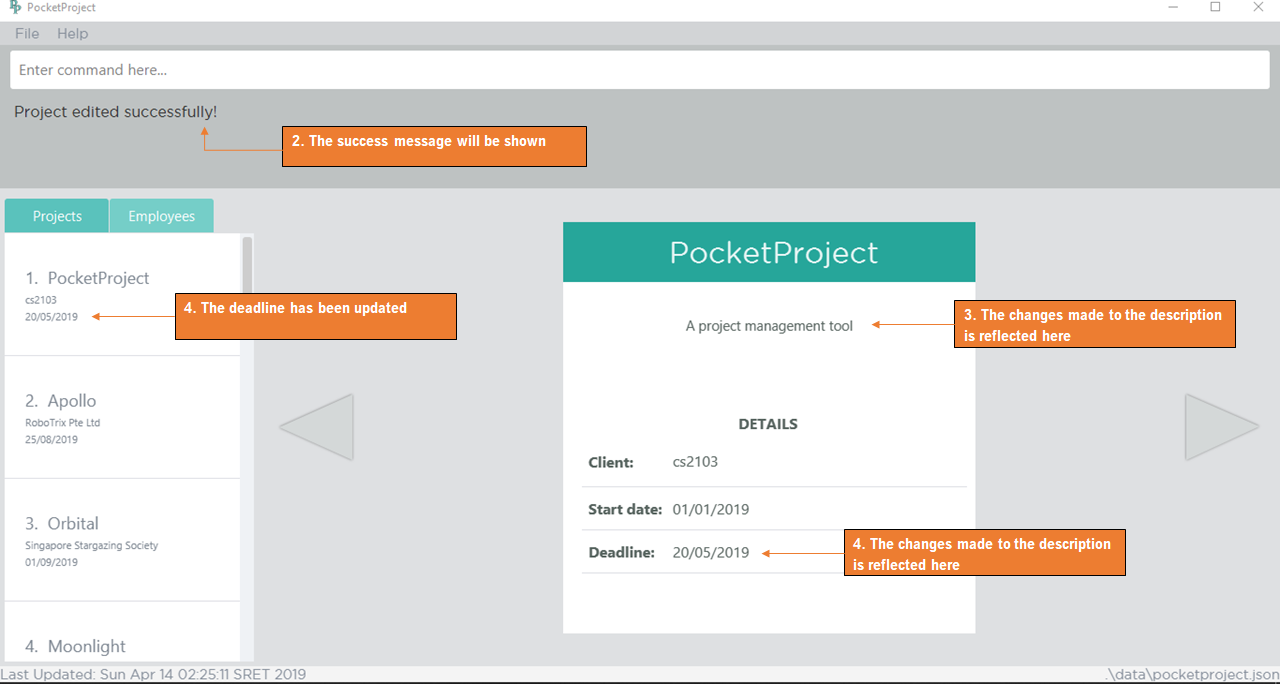 PocketProject
File Help
Enter command here...
Project edited successfully!
2. The success message will be shown
Projects Employees
1. PocketProject
cs2103
20/05/2019
4. The deadline has been updated
2. Apollo
RoboTrix Pte Ltd
25/08/2019
3. Orbital
Singapore Stargazing Society
01/09/2019
4. Moonlight
PocketProject
A project management tool
3. The changes made to the description
is reflected here
DETAILS
Client: cs2103
Start date: 01/01/2019
Deadline: 20/05/2019
4. The changes made to the description
is reflected here
Last Updated: Sun Apr 14 02:25:11 SRET 2019
.\data\pocketproject.json